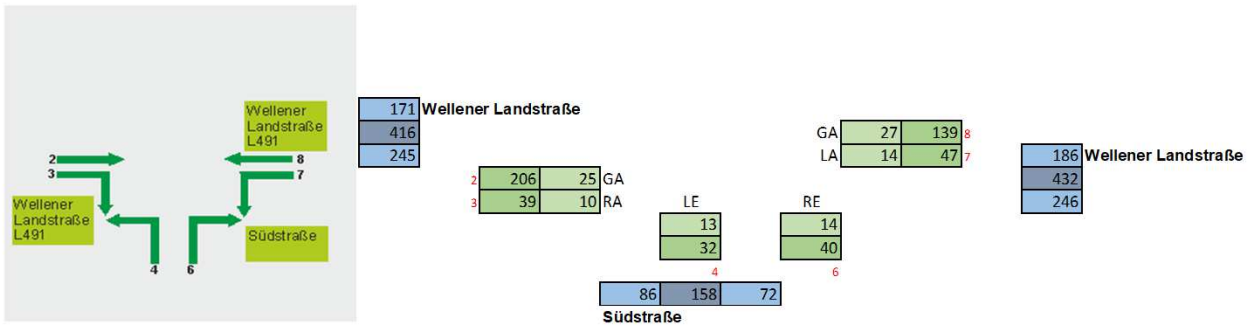 Wellener
Landstraße
L491
2 8
3 7
Wellener
Landstraße
L491
Südstraße
4 6
171 Wellener Landstraße
416
245
2 206 25 GA
3 39 10 RA
LE
13
32
4
RE
14
40
6
86 158 72
Südstraße
GA 27 139 8
LA 14 47 7
186 Wellener Landstraße
432
246